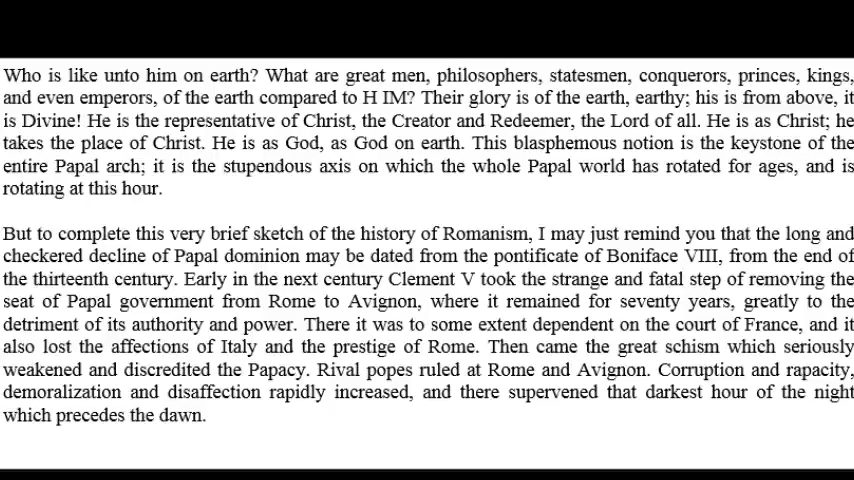 Who is like unto him on earth? What are great men, philosophers, statesmen, conquerors, princes, kings,
and even emperors, of the earth compared to H IM? Their glory is of the earth, earthy; his is from above, it
is Divine! He is the representative of Christ, the Creator and Redeemer, the Lord of all. He is as Christ; he
takes the place of Christ. He is as God, as God on earth. This blasphemous notion is the keystone of the
entire Papal arch; it is the stupendous axis on which the whole Papal world has rotated for ages, and is
rotating at this hour.
But to complete this very brief sketch of the history of Romanism, I may just remind you that the long and
checkered decline of Papal dominion may be dated from the pontificate of Boniface VIII, from the end of
the thirteenth century. Early in the next century Clement V took the strange and fatal step of removing the
seat of Papal government from Rome to Avignon, where it remained for seventy years, greatly to the
detriment of its authority and power. There it was to some extent dependent on the court of France, and it
also lost the affections of Italy and the prestige of Rome. Then came the great schism which seriously
weakened and discredited the Papacy. Rival popes ruled at Rome and Avignon. Corruption and rapacity,
demoralization and disaffection rapidly increased, and there supervened that darkest hour of the night
which precedes the dawn.